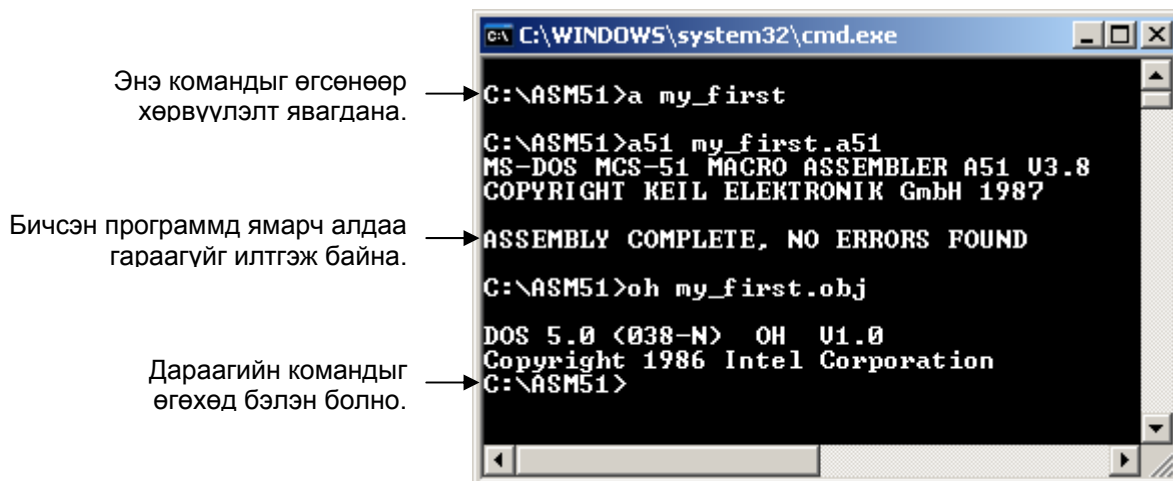 C:\WINDOWS\system32\cmd.exe
Энэ командыг өгсөнөөр
хөрвүүлэлт явагдана.
C:\ASM51>a my_first
C:\ASM51>a51 my_first.a51
MS-DOS MCS-51 MACRO ASSEMBLER A51 V3.8
COPYRIGHT KEIL ELEKTRONIK GmbH 1987
Бичсэн программд ямарч алдаа
гараагүйг илтгэж байна.
ASSEMBLY COMPLETE, NO ERRORS FOUND
C:\ASM51>oh my_first.obj
DOS 5.0 (038-N)  OH  V1.0
Copyright 1986 Intel Corporation
Дараагийн командыг
өгөхөд бэлэн болно.
C:\ASM51>